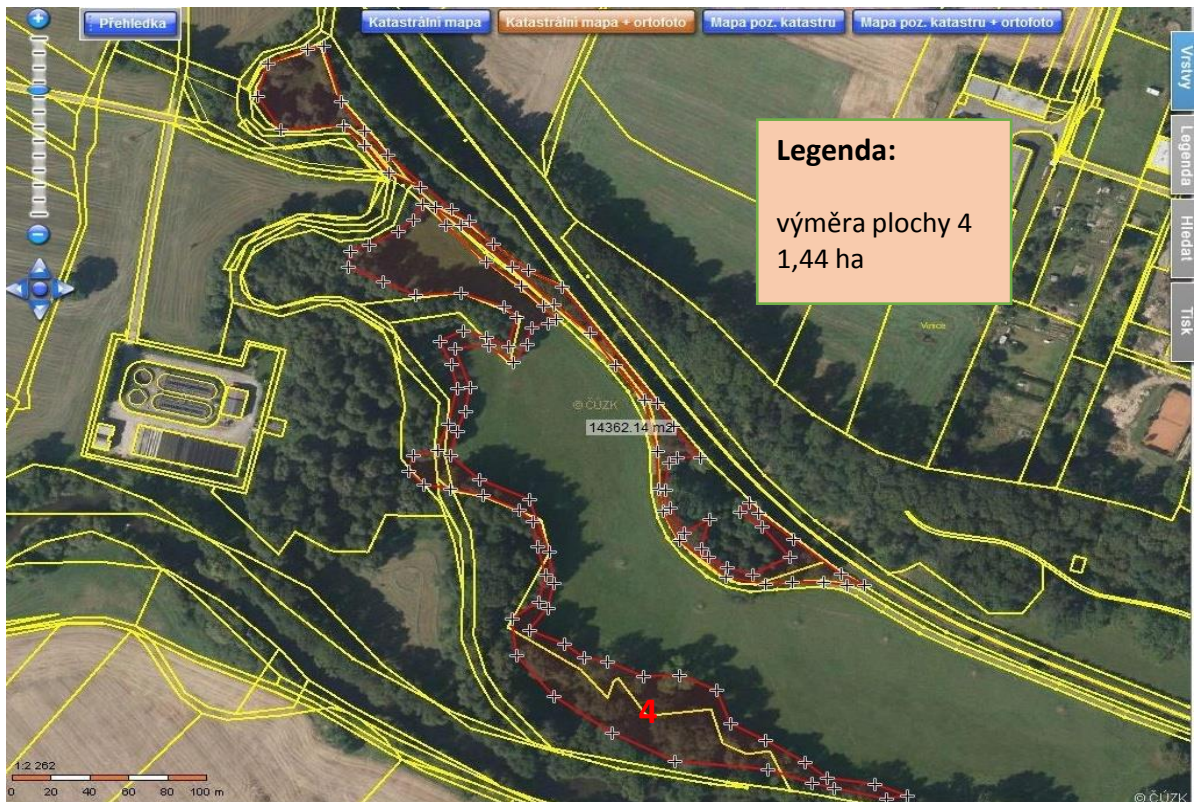 Přehledka
Katastrální mapa
Katastrální mapa + ortofoto
Mapa poz. katastru
Mapa poz. katastru + ortofoto
Vrstvy
Legenda
Hledat
Tisk
Legenda:
výměra plochy 4
1,44 ha
Vinice
© ČÚZK
14362.14 m2
4
1:2 262
0 20 40 60 80 100 m
© ČÚZK